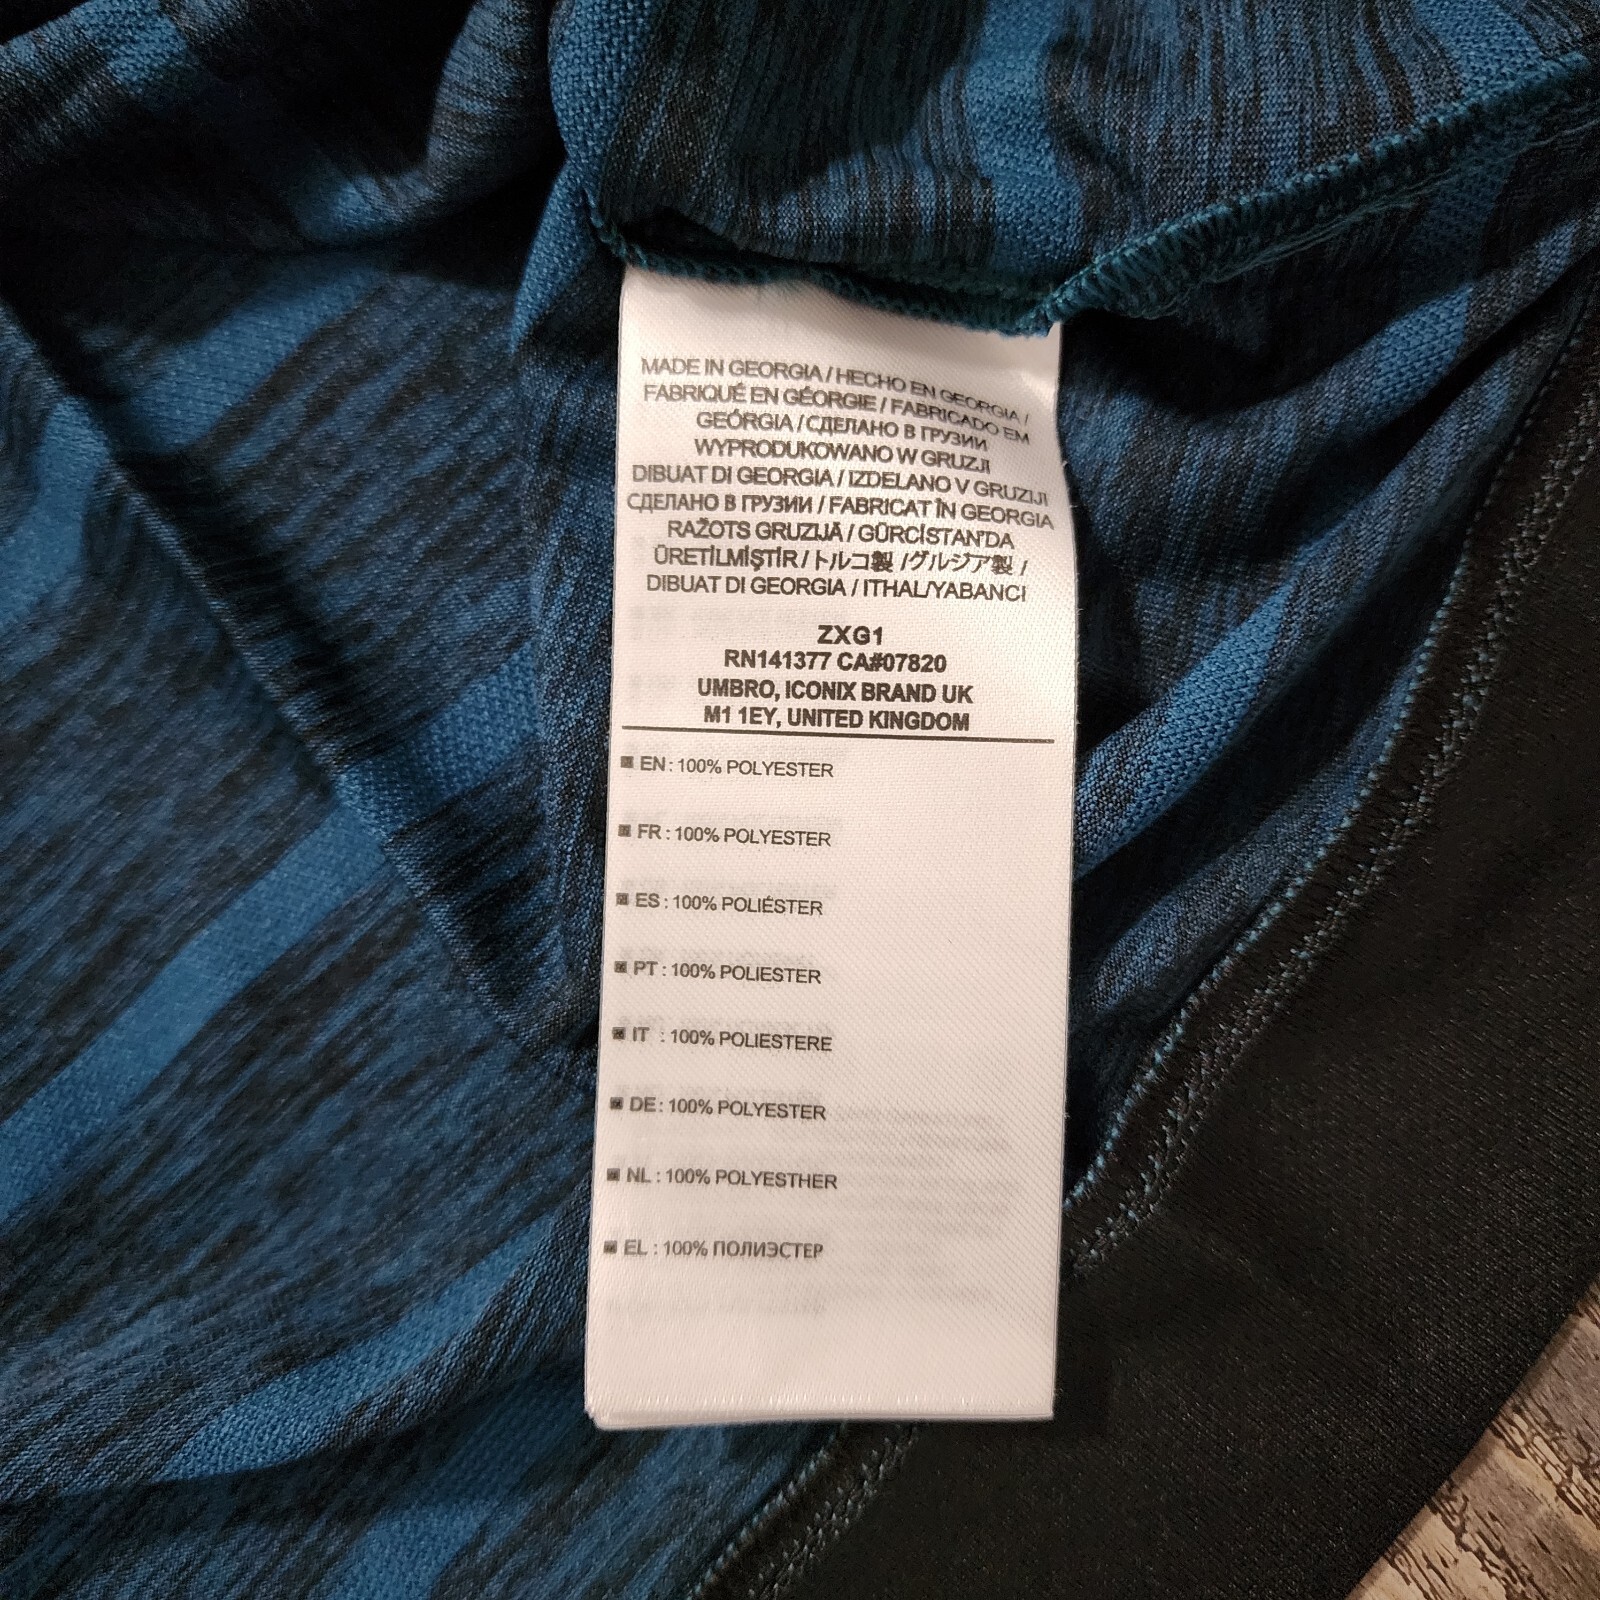 MADE IN GEORGIA / HECHO EN GEORGIA /
FABRIQUÉ EN GÉORGIE / FABRICADO EM
GEÓRGIA / СДЕЛАНО В ГРУЗИИ
WYPRODUKOWANO W GRUZJI
DIBUAT DI GEORGIA / IZDELANO V GRUZIJI
СДЕЛАНО В ГРУЗИИ / FABRICAT ÎN GEORGIA
RAŽOTS GRUZIJĀ / GÜRCİSTAN'DA
ÜRETİLMİŞTİR / トルコ製 /グルジア製 /
DIBUAT DI GEORGIA / ITHAL/YABANCI
ZXG1
RN141377 CA#07820
UMBRO, ICONIX BRAND UK
M1 1EY, UNITED KINGDOM
EN : 100% POLYESTER
FR : 100% POLYESTER
ES : 100% POLIÉSTER
PT : 100% POLIESTER
IT : 100% POLIESTERE
DE : 100% POLYESTER
NL : 100% POLYESTHER
EL : 100% ПОЛИЭСТЕР